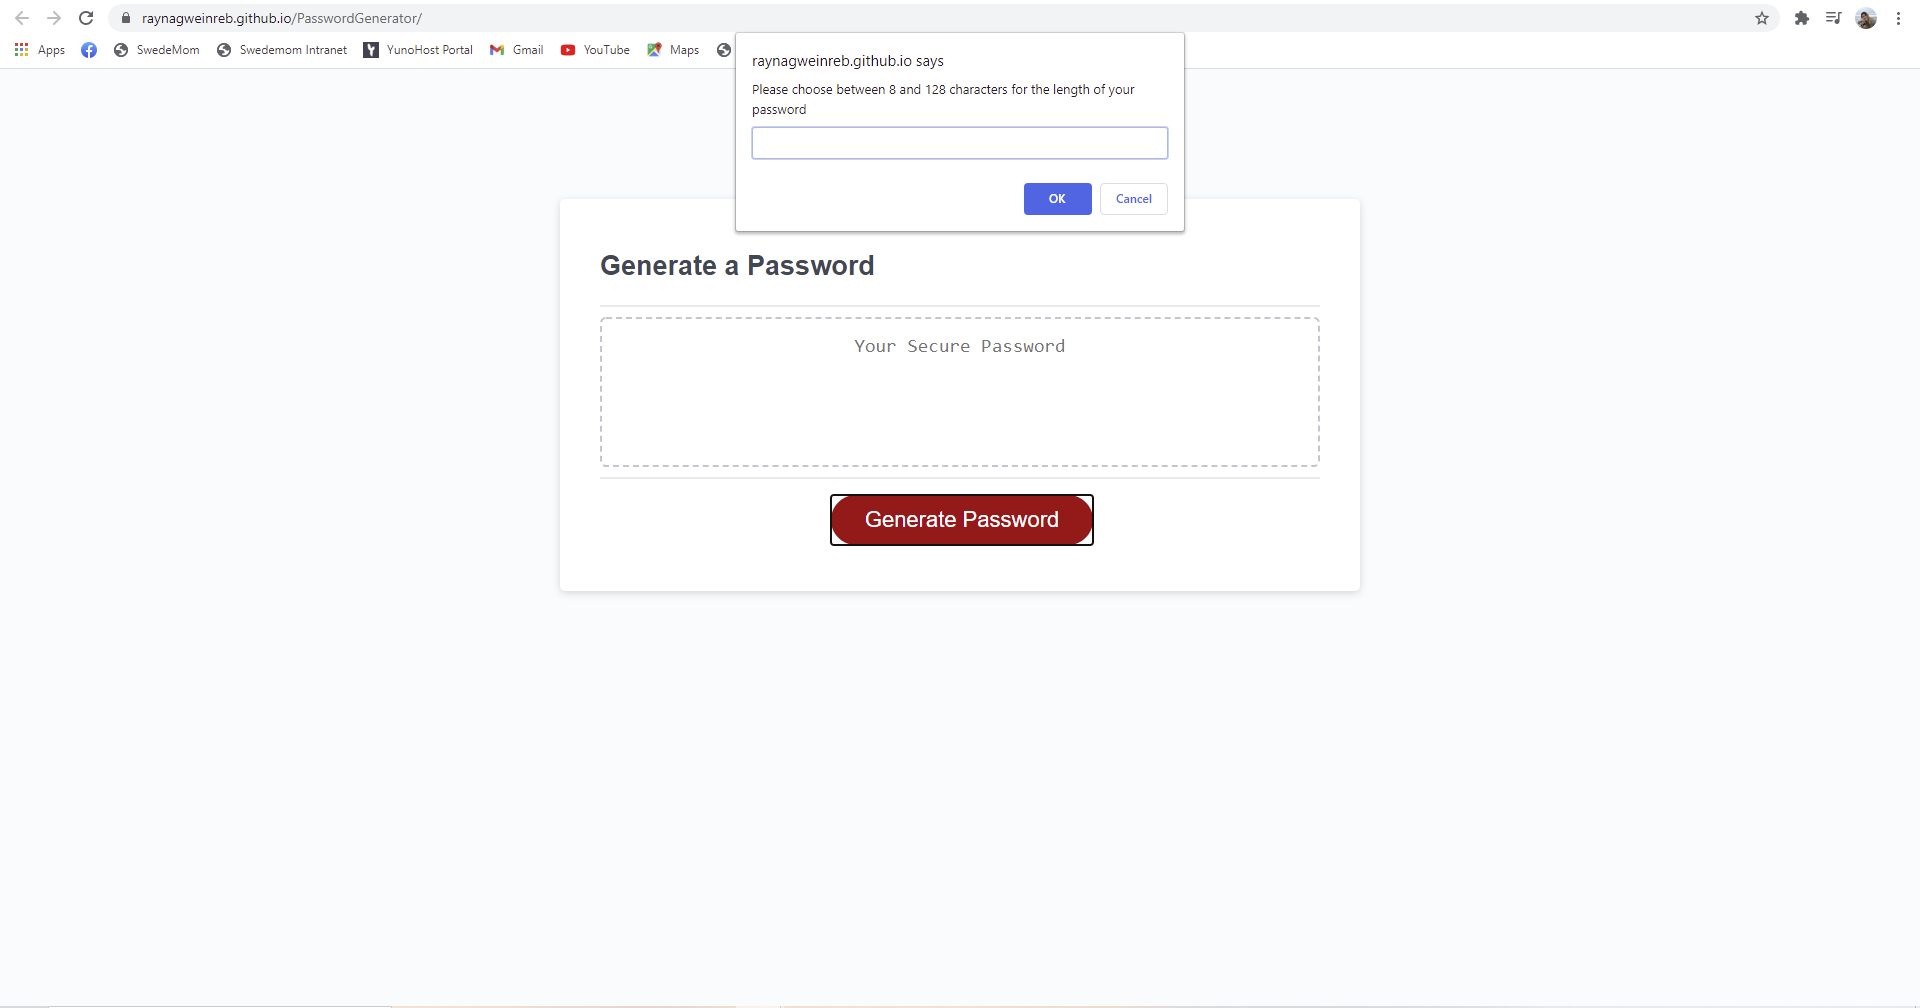 raynagweinreb.github.io/PasswordGenerator/
Apps SwedeMom Swedemom Intranet YunoHost Portal Gmail YouTube Maps
raynagweinreb.github.io says
Please choose between 8 and 128 characters for the length of your
password
OK Cancel
Generate a Password
Your Secure Password
Generate Password